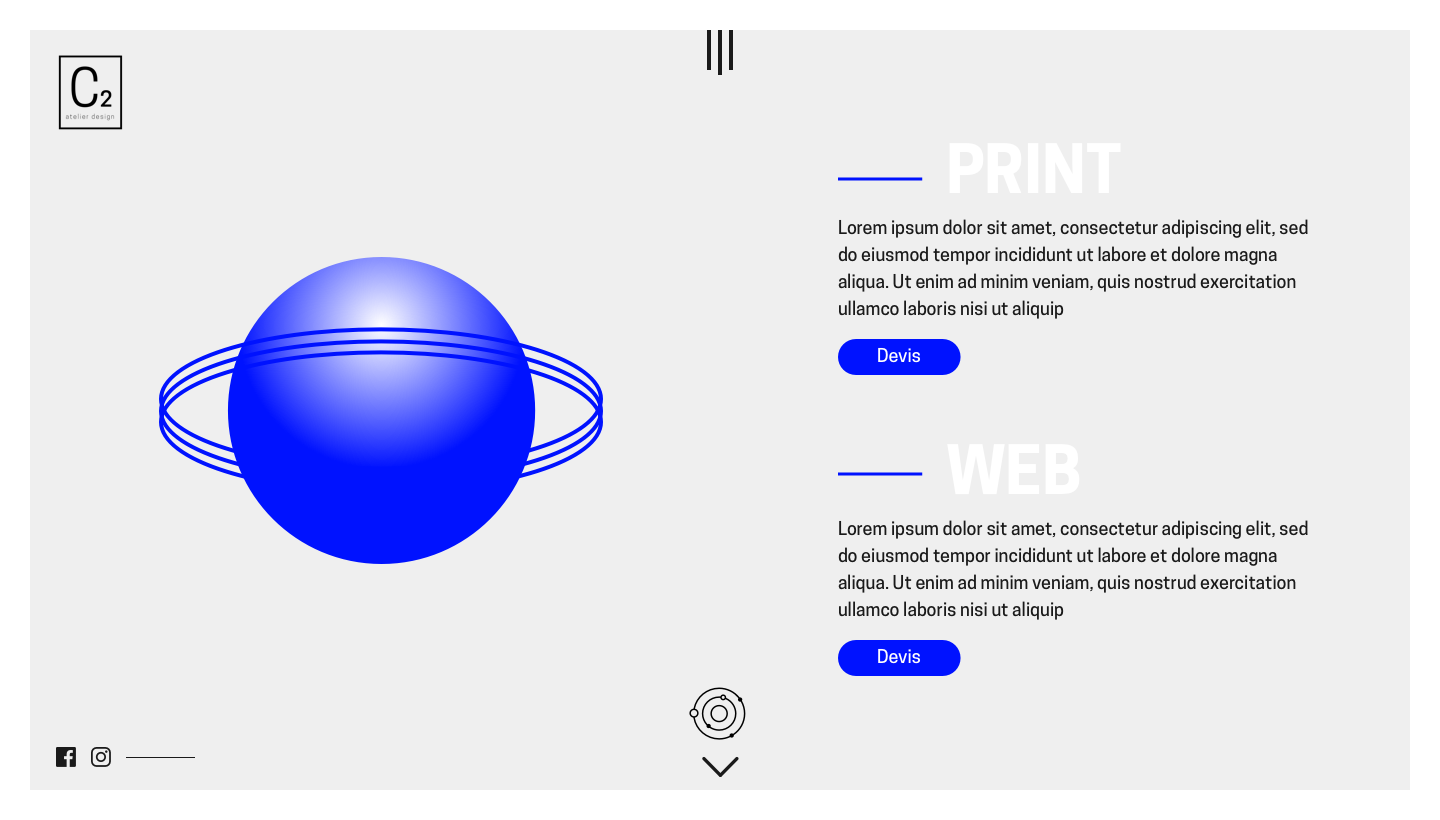 C2
atelier design
PRINT
Lorem ipsum dolor sit amet, consectetur adipiscing elit, sed
do eiusmod tempor incididunt ut labore et dolore magna
aliqua. Ut enim ad minim veniam, quis nostrud exercitation
ullamco laboris nisi ut aliquip
Devis
WEB
Lorem ipsum dolor sit amet, consectetur adipiscing elit, sed
do eiusmod tempor incididunt ut labore et dolore magna
aliqua. Ut enim ad minim veniam, quis nostrud exercitation
ullamco laboris nisi ut aliquip
Devis